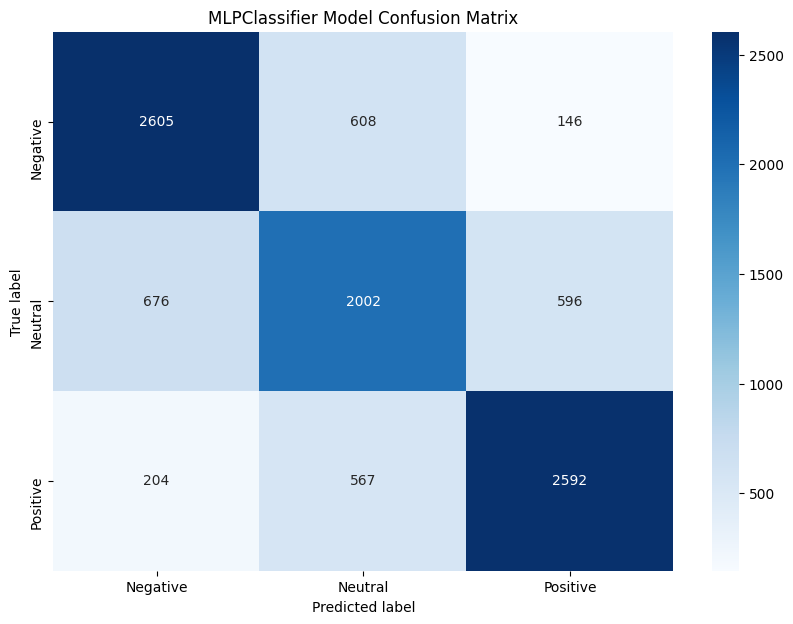 MLPClassifier Model Confusion Matrix
2605 608 146
676 2002 596
204 567 2592
Negative
Neutral
Positive
True label
Negative Neutral Positive
Predicted label
2500
2000
1500
1000
500